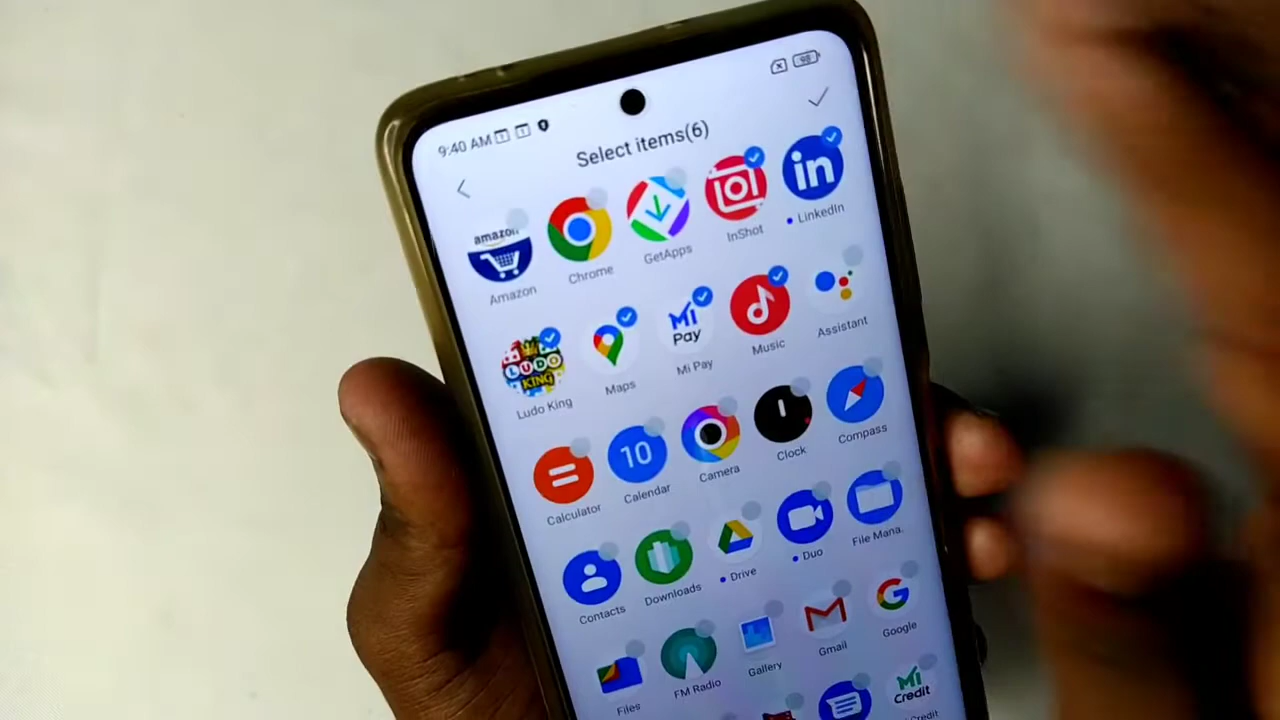 9:40 AM
98
Select items(6)
amazon
Amazon
Chrome
GetApps
InShot
in
LinkedIn
LUDO
KING
Ludo King
Maps
Mi
Pay
Mi Pay
Music
Assistant
Calculator
10
Calendar
Camera
Clock
Compass
Contacts
Downloads
Drive
Duo
File Mana.
Files
FM Radio
Gallery
Gmail
Google
Mi
Credit
Credit